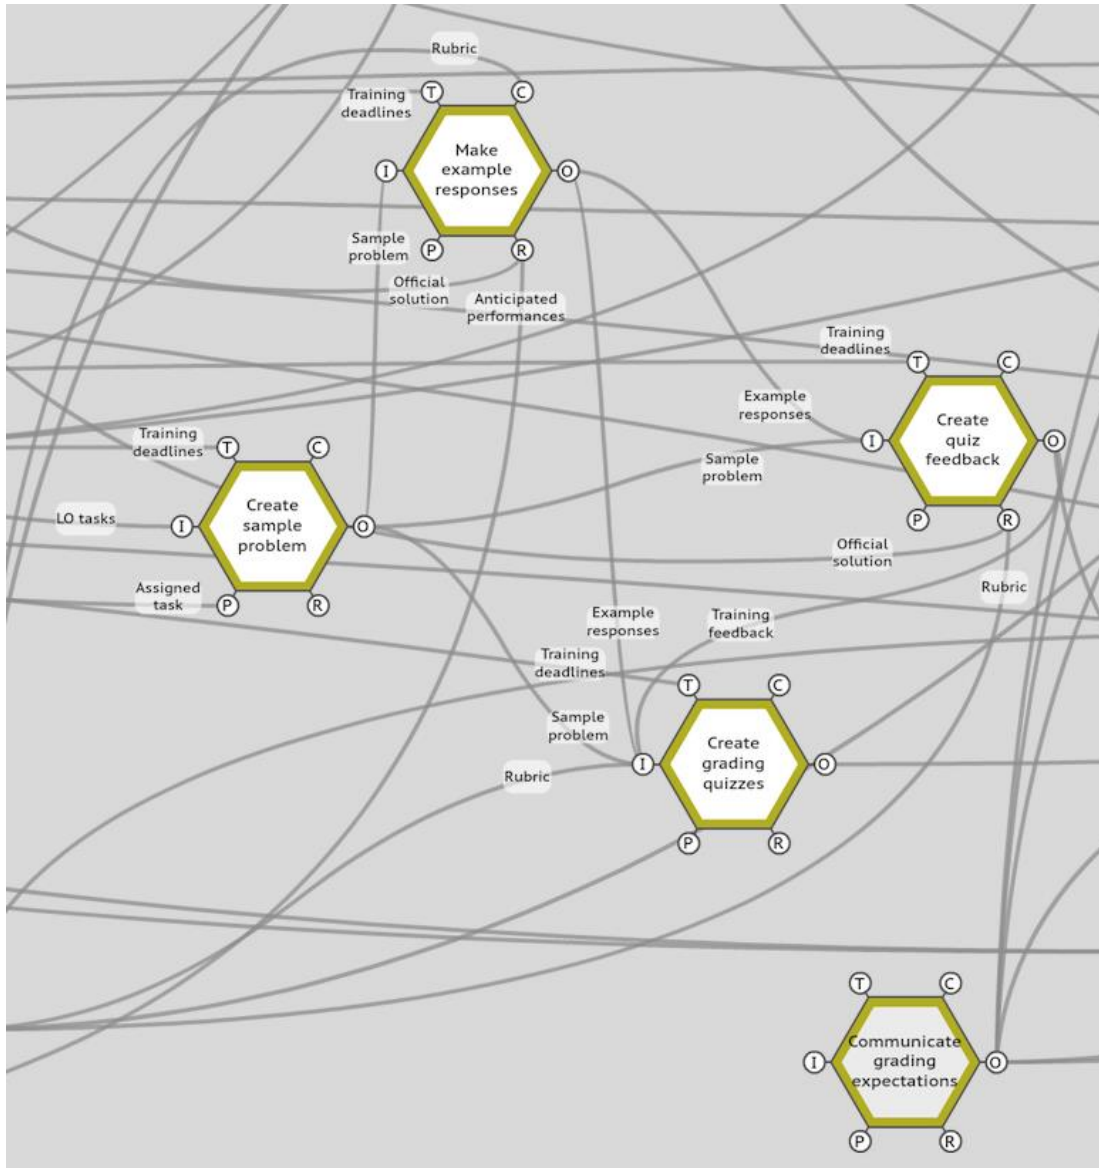 Rubric
Training
deadlines
T
C
Make
example
responses
I
O
P
R
Sample
problem
Official
solution
Anticipated
performances
Training
deadlines
T
C
Example
responses
Create
quiz
feedback
I
O
P
R
Sample
problem
Official
solution
Rubric
Training
deadlines
T
C
LO tasks
I
Create
sample
problem
O
Assigned
task
P
R
Example
responses
Training
feedback
Training
deadlines
T
C
Sample
problem
Rubric
I
Create
grading
quizzes
O
P
R
T
C
I
Communicate
grading
expectations
O
P
R